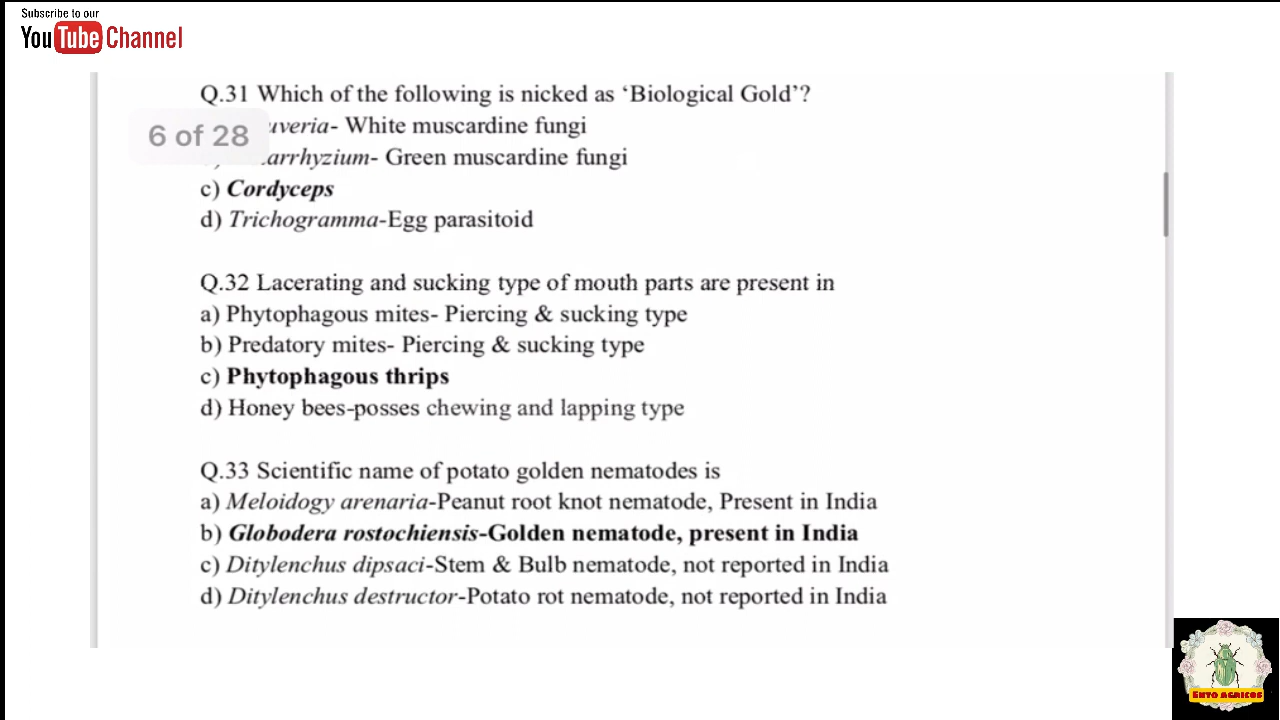 Subscribe to our
YouTube Channel
Q.31 Which of the following is nicked as ‘Biological Gold’?
6 of 28
White muscardine fungi
Green muscardine fungi
c) Cordyceps
d) Trichogramma-Egg parasitoid
Q.32 Lacerating and sucking type of mouth parts are present in
a) Phytophagous mites- Piercing & sucking type
b) Predatory mites- Piercing & sucking type
c) Phytophagous thrips
d) Honey bees-posses chewing and lapping type
Q.33 Scientific name of potato golden nematodes is
a) Meloidogy arenaria-Peanut root knot nematode, Present in India
b) Globodera rostochiensis-Golden nematode, present in India
c) Ditylenchus dipsaci-Stem & Bulb nematode, not reported in India
d) Ditylenchus destructor-Potato rot nematode, not reported in India
ENTO AGRICOS